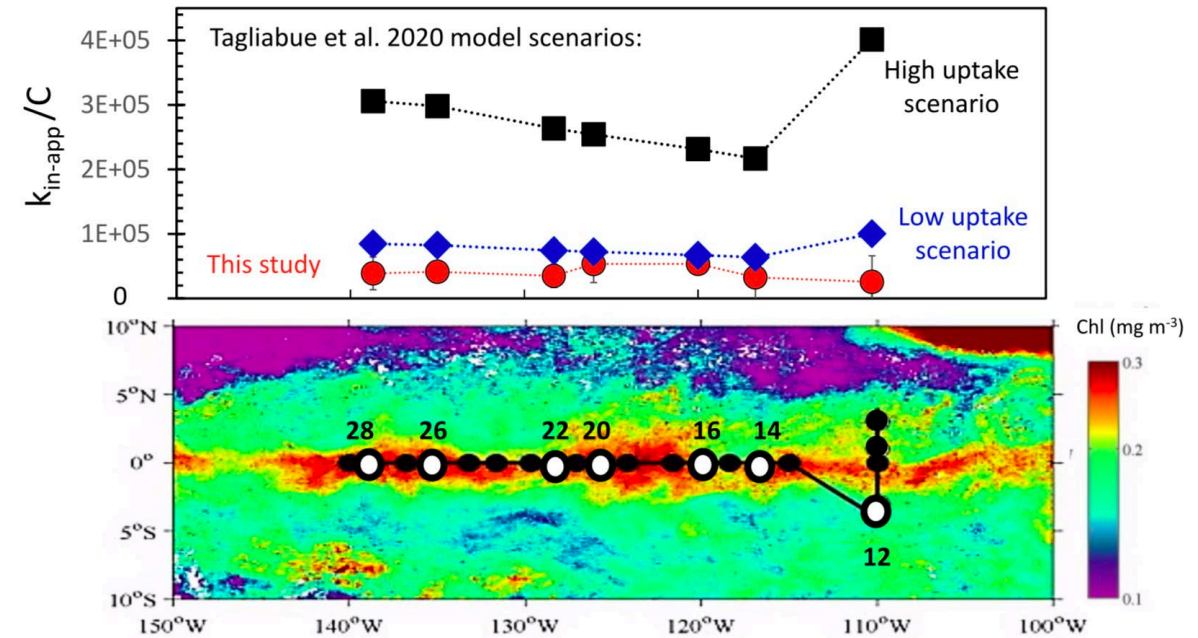 4E+05
3E+05
2E+05
1E+05
0
k_in-app/C
Tagliabue et al. 2020 model scenarios:
High uptake
scenario
Low uptake
scenario
This study
10°N
5°N
0°
5°S
10°S
28 26 22 20 16 14
12
150°W 140°W 130°W 120°W 110°W 100°W
Chl (mg m⁻³)
0.3
0.2
0.1